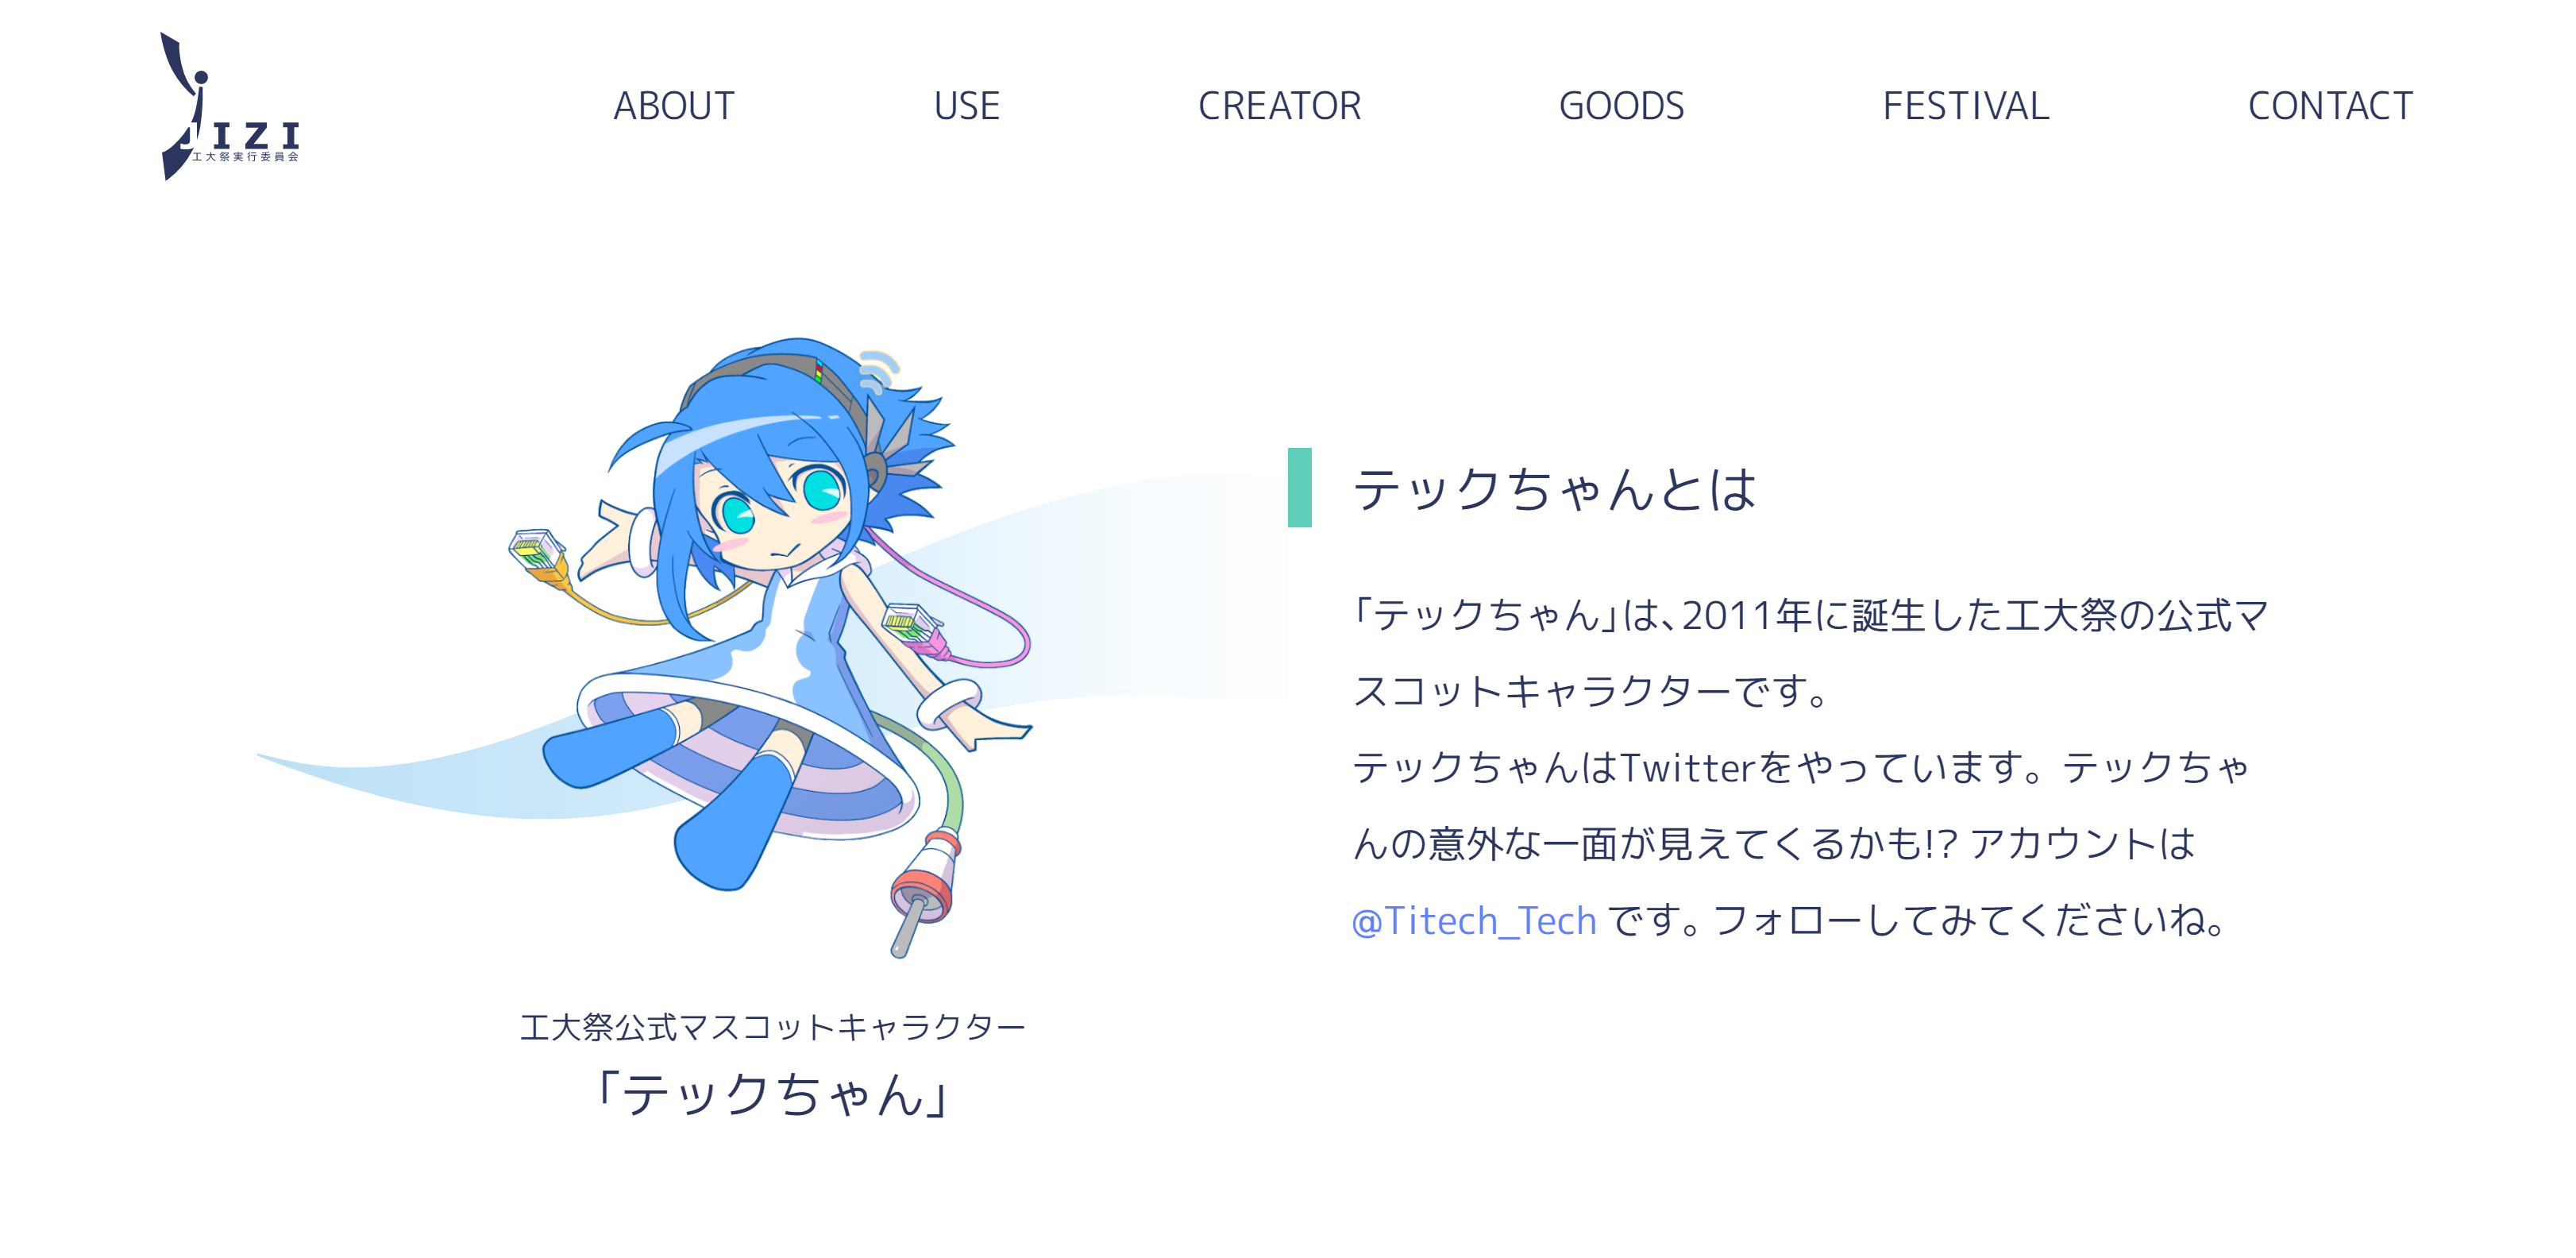 JIZI
工大祭実行委員会
ABOUT
USE
CREATOR
GOODS
FESTIVAL
CONTACT
工大祭公式マスコットキャラクター
「テックちゃん」
テックちゃんとは
「テックちゃん」は、2011年に誕生した工大祭の公式マ
スコットキャラクターです。
テックちゃんはTwitterをやっています。テックちゃ
んの意外な一面が見えてくるかも!? アカウントは
@Titech_Tech です。フォローしてみてくださいね。